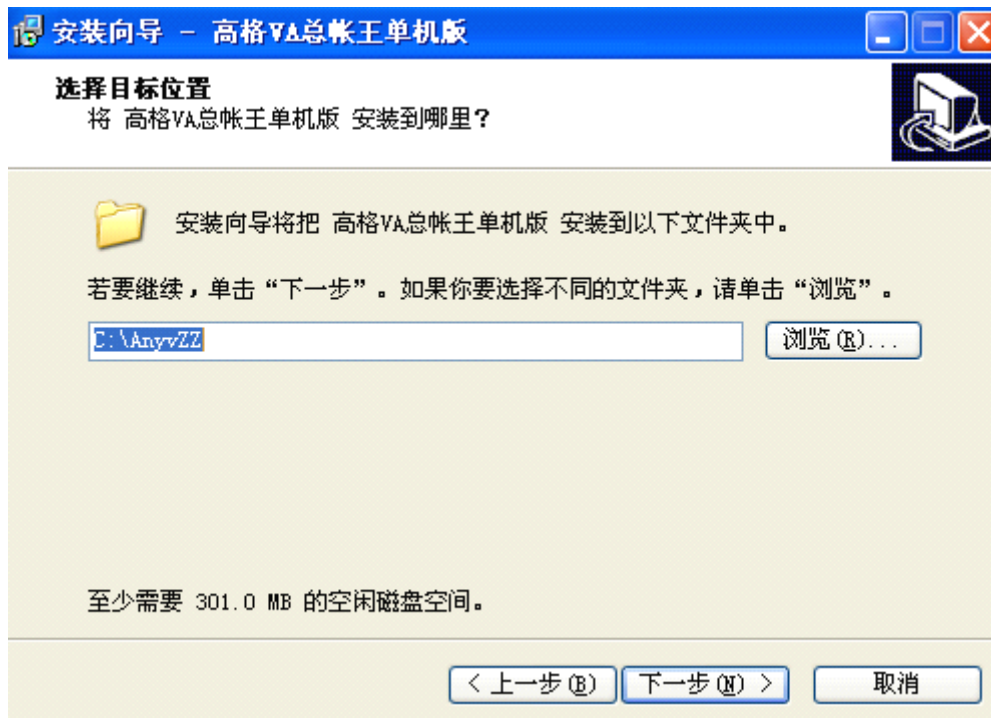 安装向导 - 高格VA总帐王单机版
选择目标位置
将 高格VA总帐王单机版 安装到哪里?
安装向导将把 高格VA总帐王单机版 安装到以下文件夹中。
若要继续，单击“下一步”。如果你要选择不同的文件夹，请单击“浏览”。
C:\AnyvZZ
浏览(R)...
至少需要 301.0 MB 的空闲磁盘空间。
< 上一步(B) 下一步(N) > 取消